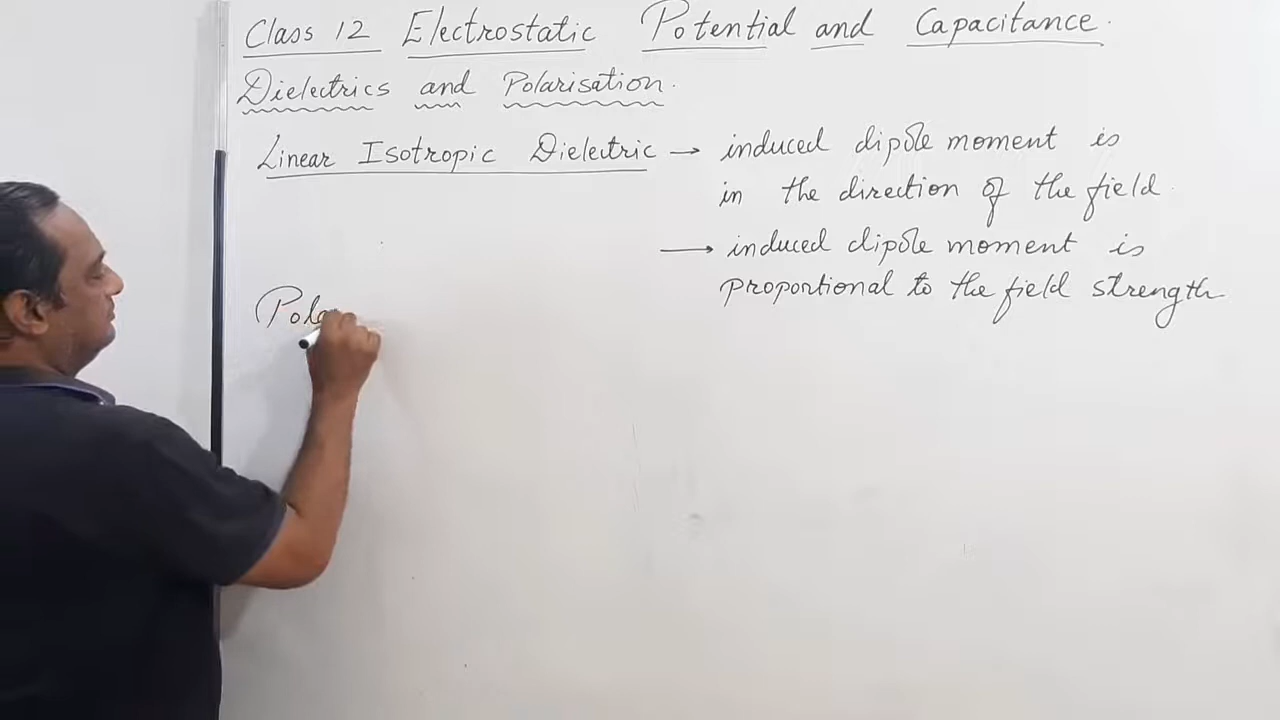 Class 12 Electrostatic Potential and Capacitance.
Dielectrics and Polarisation.
Linear Isotropic Dielectric → induced dipole moment is
in the direction of the field.
→ induced dipole moment is
proportional to the field strength
Pola